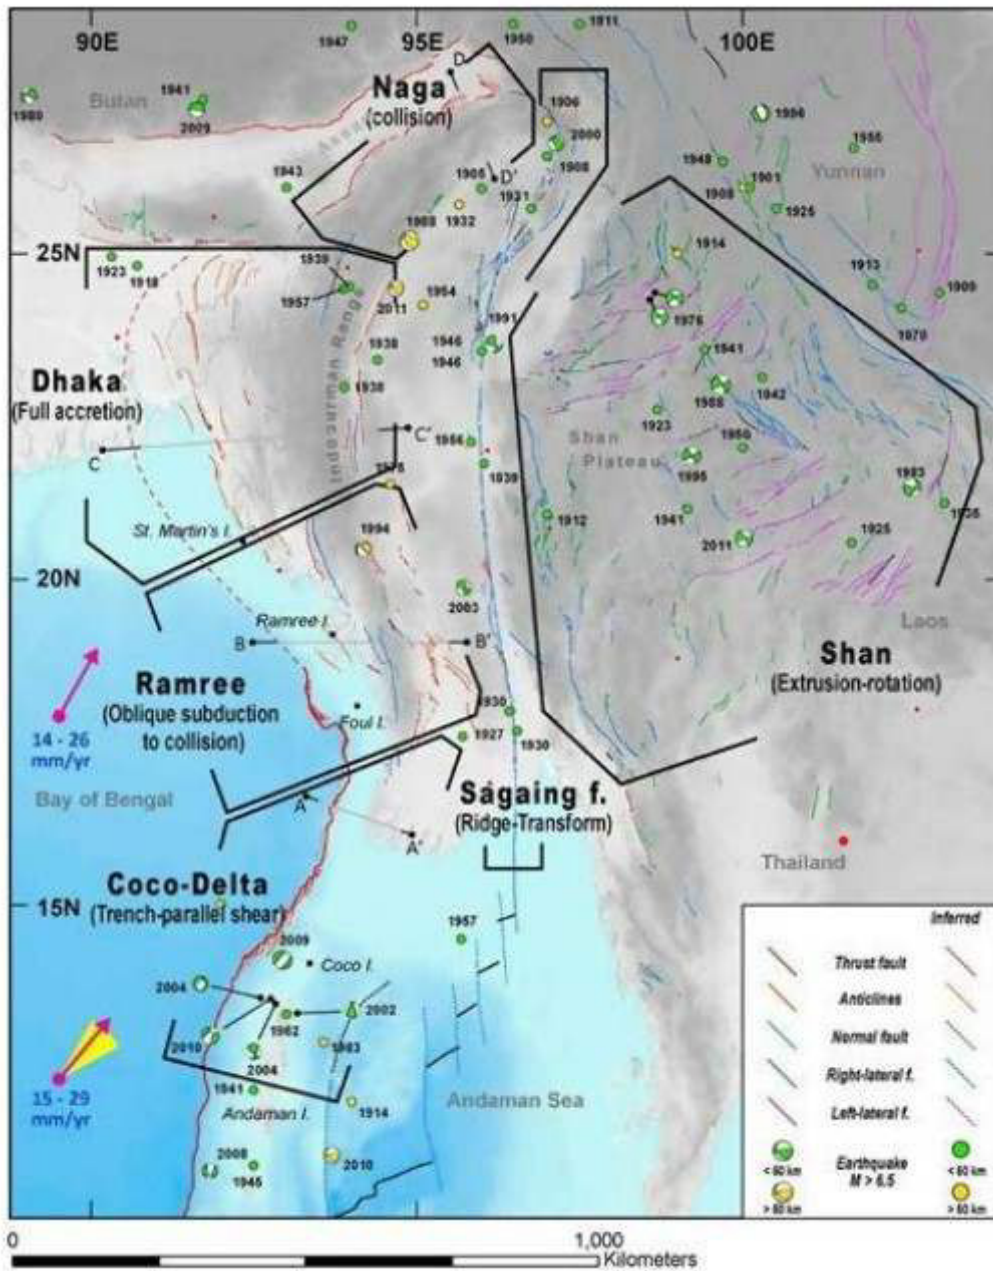 90E 95E 100E
1947
1950
1911
Butan
1941
1980
2009
D
Naga
(collision)
1906
2000
1908
1996
1948
1955
Yunnan
1943
1905
D'
1931
1932
1908
1901
1925
25N
1923
1918
1939
1957
1988
2011
1954
1914
1913
1909
1970
1976
1991
1946
1946
1938
1938
1941
1988
1942
1923
Dhaka
(Full accretion)
C
C'
1956
1939
Shan
Plateau
1950
1995
1983
1935
St. Martin's I.
1994
1912
1941
2011
1925
20N
2003
Laos
Ramree I.
B
B'
Shan
(Extrusion-rotation)
Ramree
(Oblique subduction
to collision)
Foul I.
1930
1927
1930
14 - 26
mm/yr
Bay of Bengal
A
A'
Sagaing f.
(Ridge-Transform)
Thailand
Coco-Delta
(Trench-parallel shear)
15N
1957
2009
Coco I.
2004
2002
1962
2010
1983
2004
15 - 29
mm/yr
1941
1914
Andaman I.
Andaman Sea
2008
1945
2010
Inferred
Thrust fault
Anticlines
Normal fault
Right-lateral f.
Left-lateral f.
Earthquake
M > 6.5
< 60 km
< 60 km
> 60 km
> 60 km
0 1,000
Kilometers